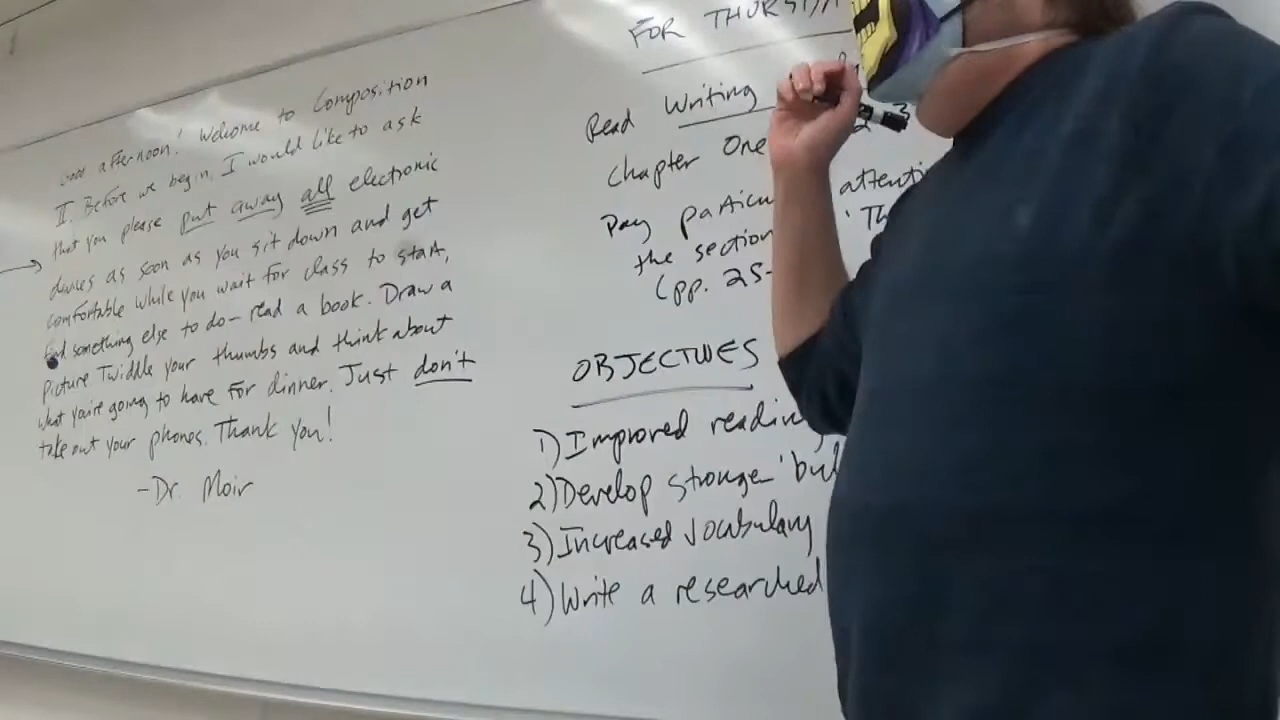 Good afternoon! Welcome to Composition
II. Before we begin, I would like to ask
that you please put away all electronic
devices as soon as you sit down and get
comfortable while you wait for class to start,
find something else to do - read a book. Draw a
picture Twiddle your thumbs and think about
what you're going to have for dinner. Just don't
take out your phones. Thank you!
-Dr. Moir
FOR THURSDA
Read Writing
Chapter One
Pay particu attenti
the section 'Th
(pp. 25-
OBJECTIVES
1) Improved reading
2) Develop stronger
3) Increased vocabulary
4) Write a researched